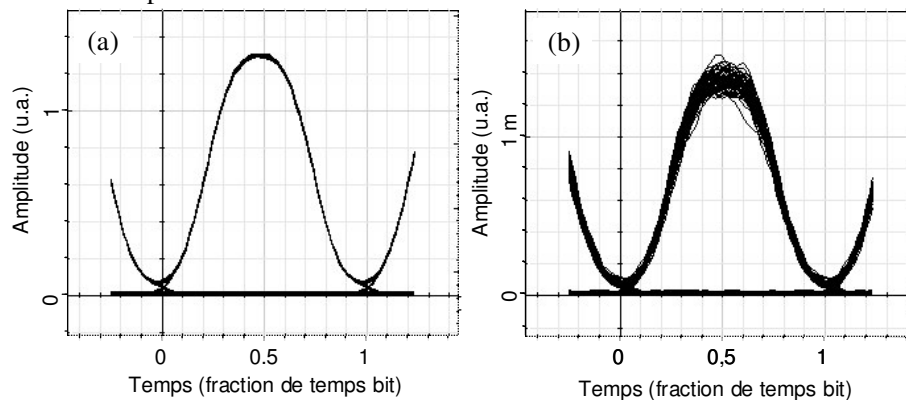 (a)
Amplitude (u.a.)
1
0
0
0.5
1
Temps (fraction de temps bit)
(b)
Amplitude (u.a.)
1 m
0
0
0,5
1
Temps (fraction de temps bit)